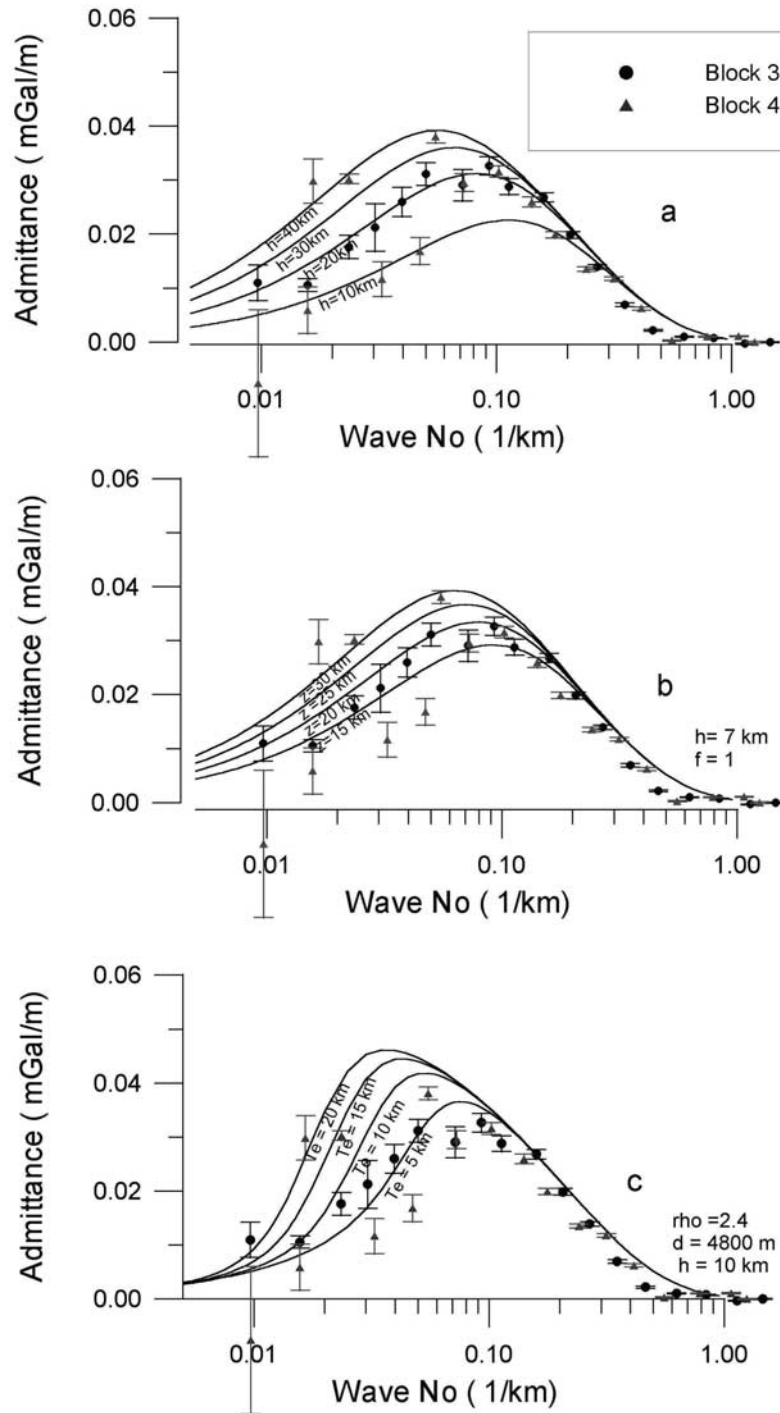 0.06
Block 3
Block 4
0.04
a
0.02
h=40km
h=30km
h=20km
h=10km
0.00
0.01
0.10
1.00
Admittance ( mGal/m)
Wave No ( 1/km)
0.06
0.04
b
0.02
z=30 km
z =25 km
z=20 km
z=15 km
h= 7 km
f = 1
0.00
0.01
0.10
1.00
Admittance ( mGal/m)
Wave No ( 1/km)
0.06
0.04
Te = 20 km
Te = 15 km
Te = 10 km
Te = 5 km
c
0.02
rho =2.4
d = 4800 m
h = 10 km
0.00
0.01
0.10
1.00
Admittance ( mGal/m)
Wave No ( 1/km)